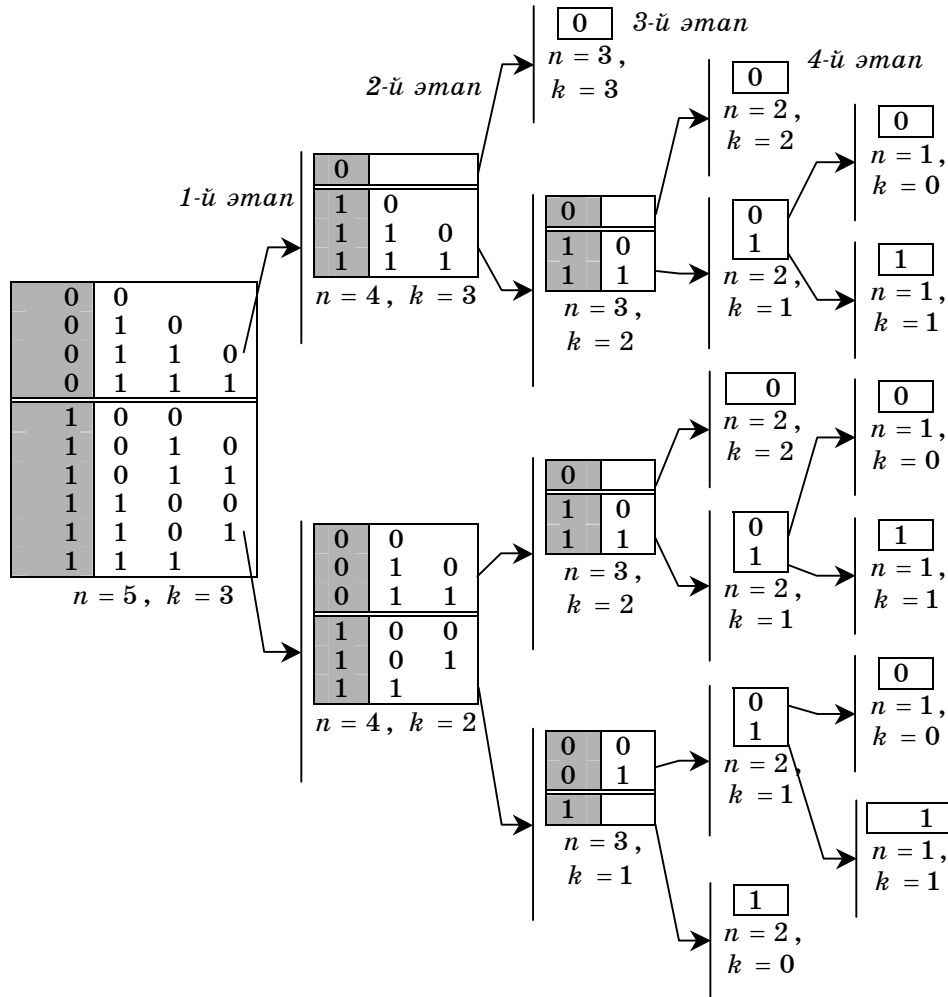 1-й этап
0 0
0 1 0
0 1 1 0
0 1 1 1
1 0 0
1 0 1 0
1 0 1 1
1 1 0 0
1 1 0 1
1 1 1
n = 5, k = 3
2-й этап
0
1 0
1 1 0
1 1 1
n = 4, k = 3
0 0
0 1 0
0 1 1
1 0 0
1 0 1
1 1
n = 4, k = 2
3-й этап
0
n = 3,
k = 3
0
1 0
1 1
n = 3,
k = 2
0
1 0
1 1
n = 3,
k = 2
0 0
0 1
1
n = 3,
k = 1
4-й этап
0
n = 2,
k = 2
0
1
n = 2,
k = 1
0
n = 2,
k = 2
0
1
n = 2,
k = 1
0
1
n = 2,
k = 1
1
n = 2,
k = 0
0
n = 1,
k = 0
1
n = 1,
k = 1
0
n = 1,
k = 0
1
n = 1,
k = 1
0
n = 1,
k = 0
1
n = 1,
k = 1